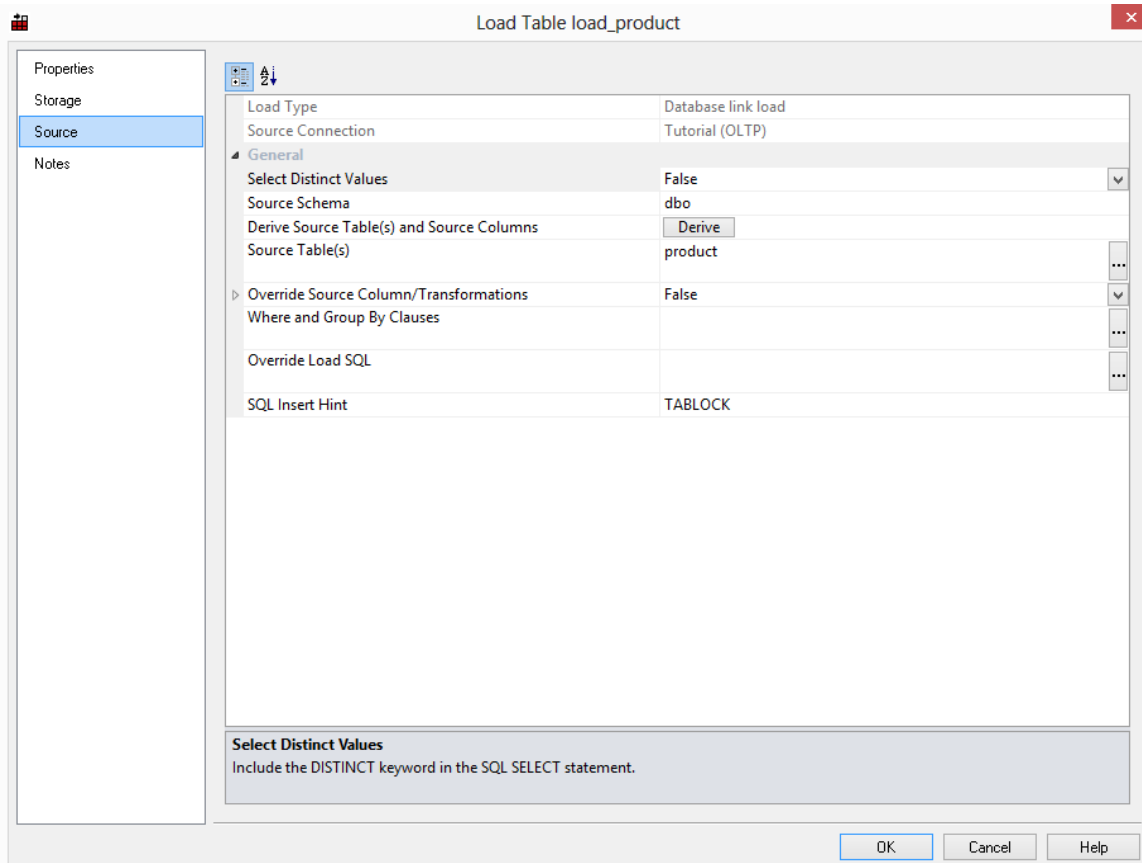 Load Table load_product
Properties
Storage
Source
Notes
Load Type Database link load
Source Connection Tutorial (OLTP)
General
Select Distinct Values False
Source Schema dbo
Derive Source Table(s) and Source Columns Derive
Source Table(s) product
...
Override Source Column/Transformations False
Where and Group By Clauses
...
Override Load SQL
...
SQL Insert Hint TABLOCK
Select Distinct Values
Include the DISTINCT keyword in the SQL SELECT statement.
OK Cancel Help